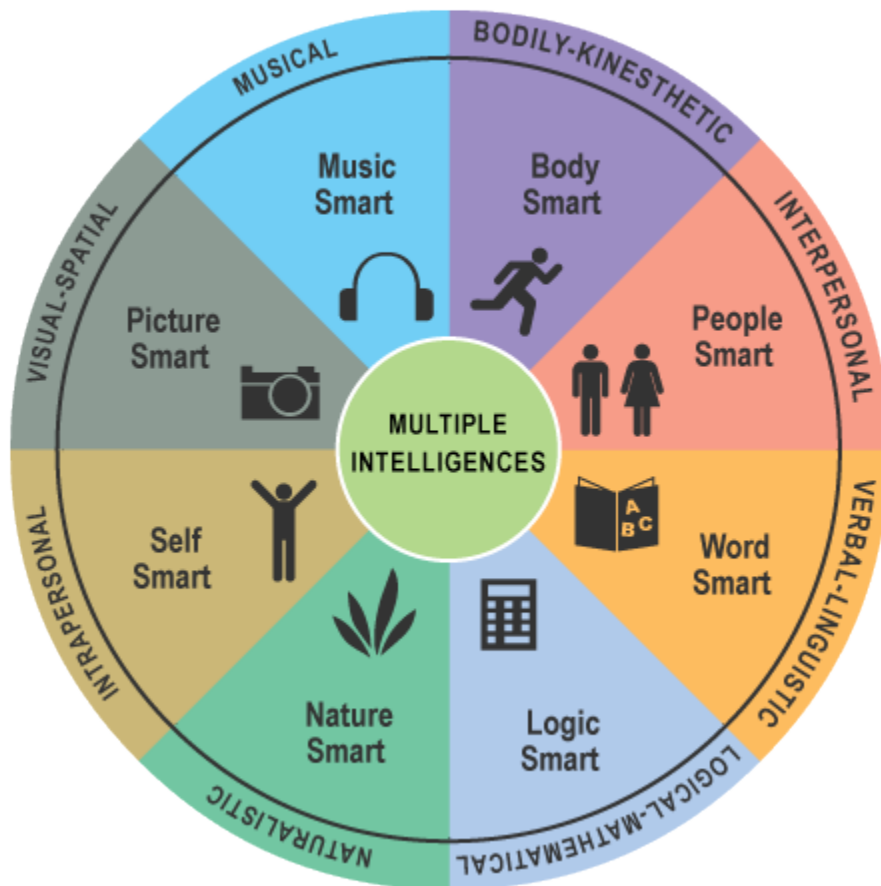 MULTIPLE
INTELLIGENCES
MUSICAL
Music
Smart
BODILY-KINESTHETIC
Body
Smart
INTERPERSONAL
People
Smart
VERBAL-LINGUISTIC
A
B C
Word
Smart
LOGICAL-MATHEMATICAL
Logic
Smart
NATURALISTIC
Nature
Smart
INTRAPERSONAL
Self
Smart
VISUAL-SPATIAL
Picture
Smart